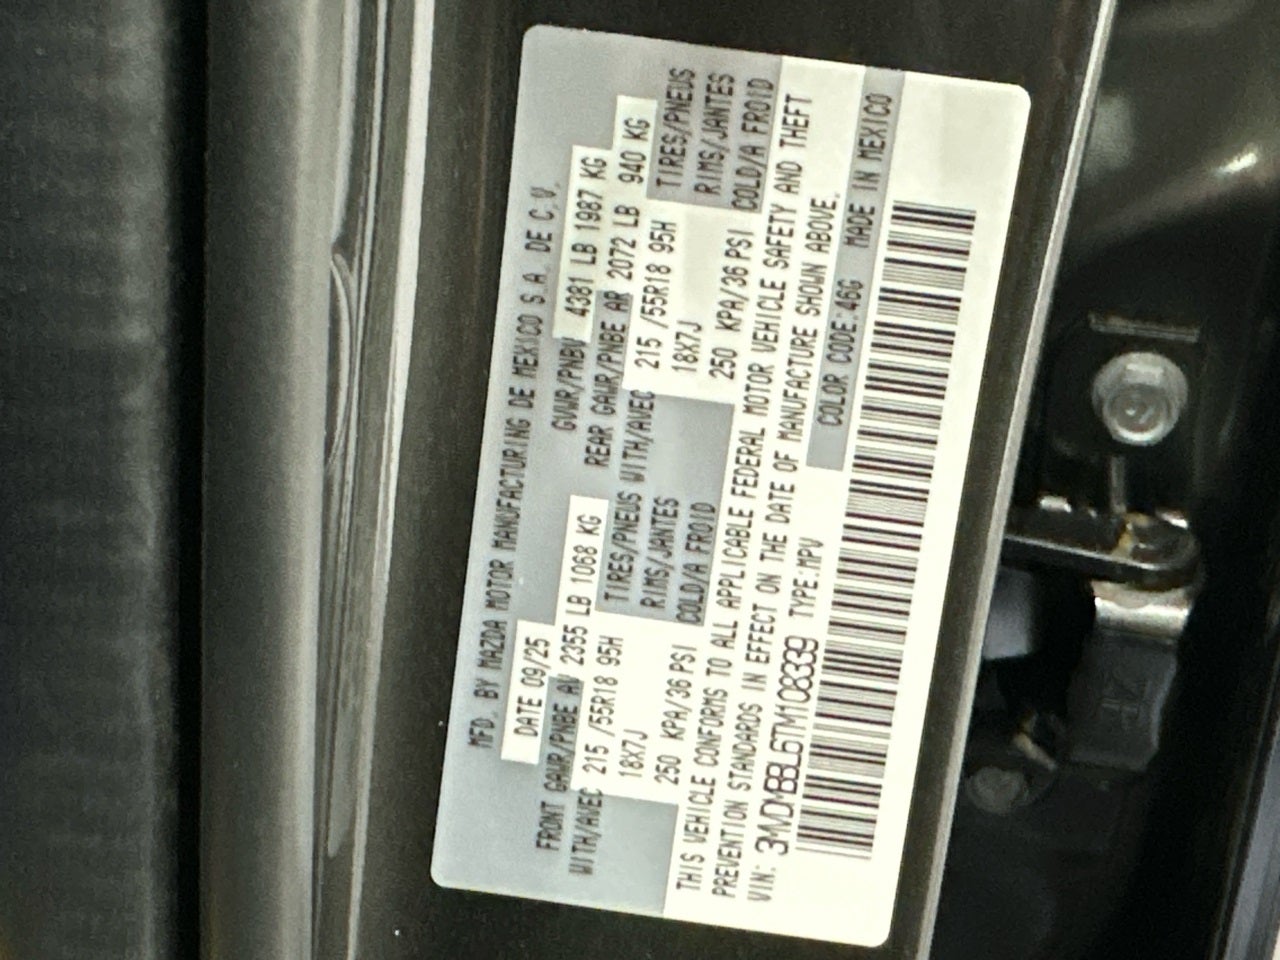 MFD. BY MAZDA MOTOR MANUFACTURING DE MEXICO S.A. DE C.V.
DATE 09/25 GVWR/PNBV 4381 LB 1987 KG
FRONT GAWR/PNBE AV 2355 LB 1068 KG REAR GAWR/PNBE AR 2072 LB 940 KG
WITH/AVEC 215 /55R18 95H TIRES/PNEUS WITH/AVEC 215 /55R18 95H TIRES/PNEUS
18X7J RIMS/JANTES 18X7J RIMS/JANTES
250 KPA/36 PSI COLD/A FROID 250 KPA/36 PSI COLD/A FROID
THIS VEHICLE CONFORMS TO ALL APPLICABLE FEDERAL MOTOR VEHICLE SAFETY AND THEFT
PREVENTION STANDARDS IN EFFECT ON THE DATE OF MANUFACTURE SHOWN ABOVE.
VIN: 3MVDMBBL6TM108339 TYPE:MPV COLOR CODE:46G MADE IN MEXICO